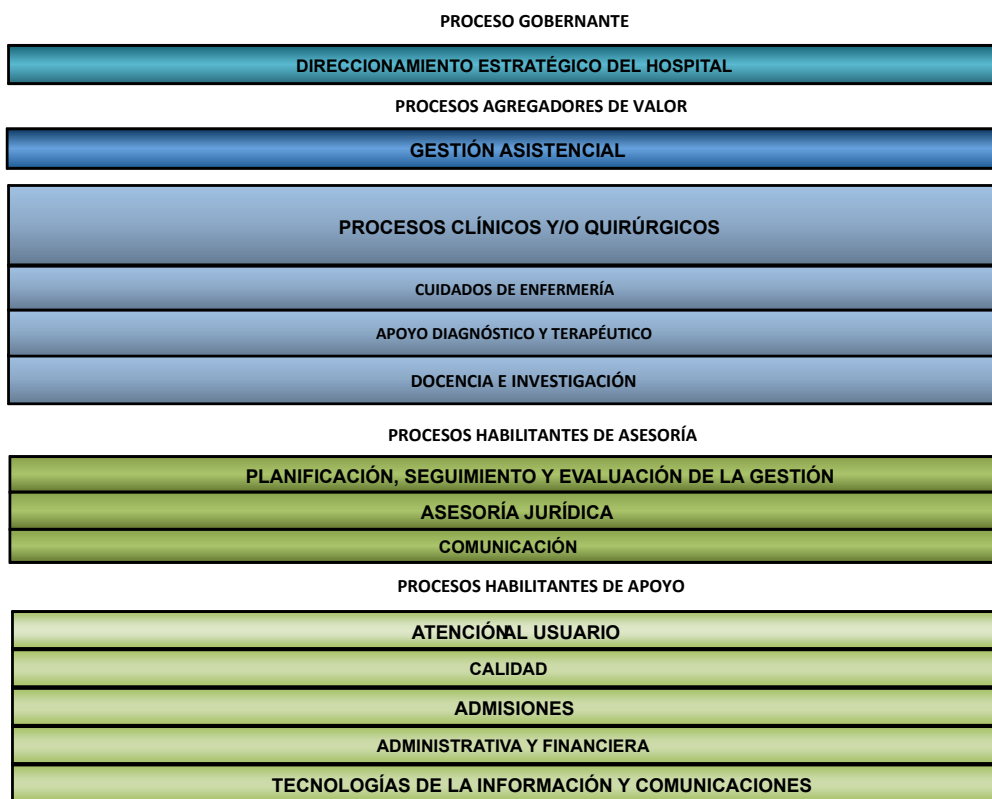 PROCESO GOBERNANTE
DIRECCIONAMIENTO ESTRATÉGICO DEL HOSPITAL
PROCESOS AGREGADORES DE VALOR
GESTIÓN ASISTENCIAL
PROCESOS CLÍNICOS Y/O QUIRÚRGICOS
CUIDADOS DE ENFERMERÍA
APOYO DIAGNÓSTICO Y TERAPÉUTICO
DOCENCIA E INVESTIGACIÓN
PROCESOS HABILITANTES DE ASESORÍA
PLANIFICACIÓN, SEGUIMIENTO Y EVALUACIÓN DE LA GESTIÓN
ASESORÍA JURÍDICA
COMUNICACIÓN
PROCESOS HABILITANTES DE APOYO
ATENCIÓN AL USUARIO
CALIDAD
ADMISIONES
ADMINISTRATIVA Y FINANCIERA
TECNOLOGÍAS DE LA INFORMACIÓN Y COMUNICACIONES